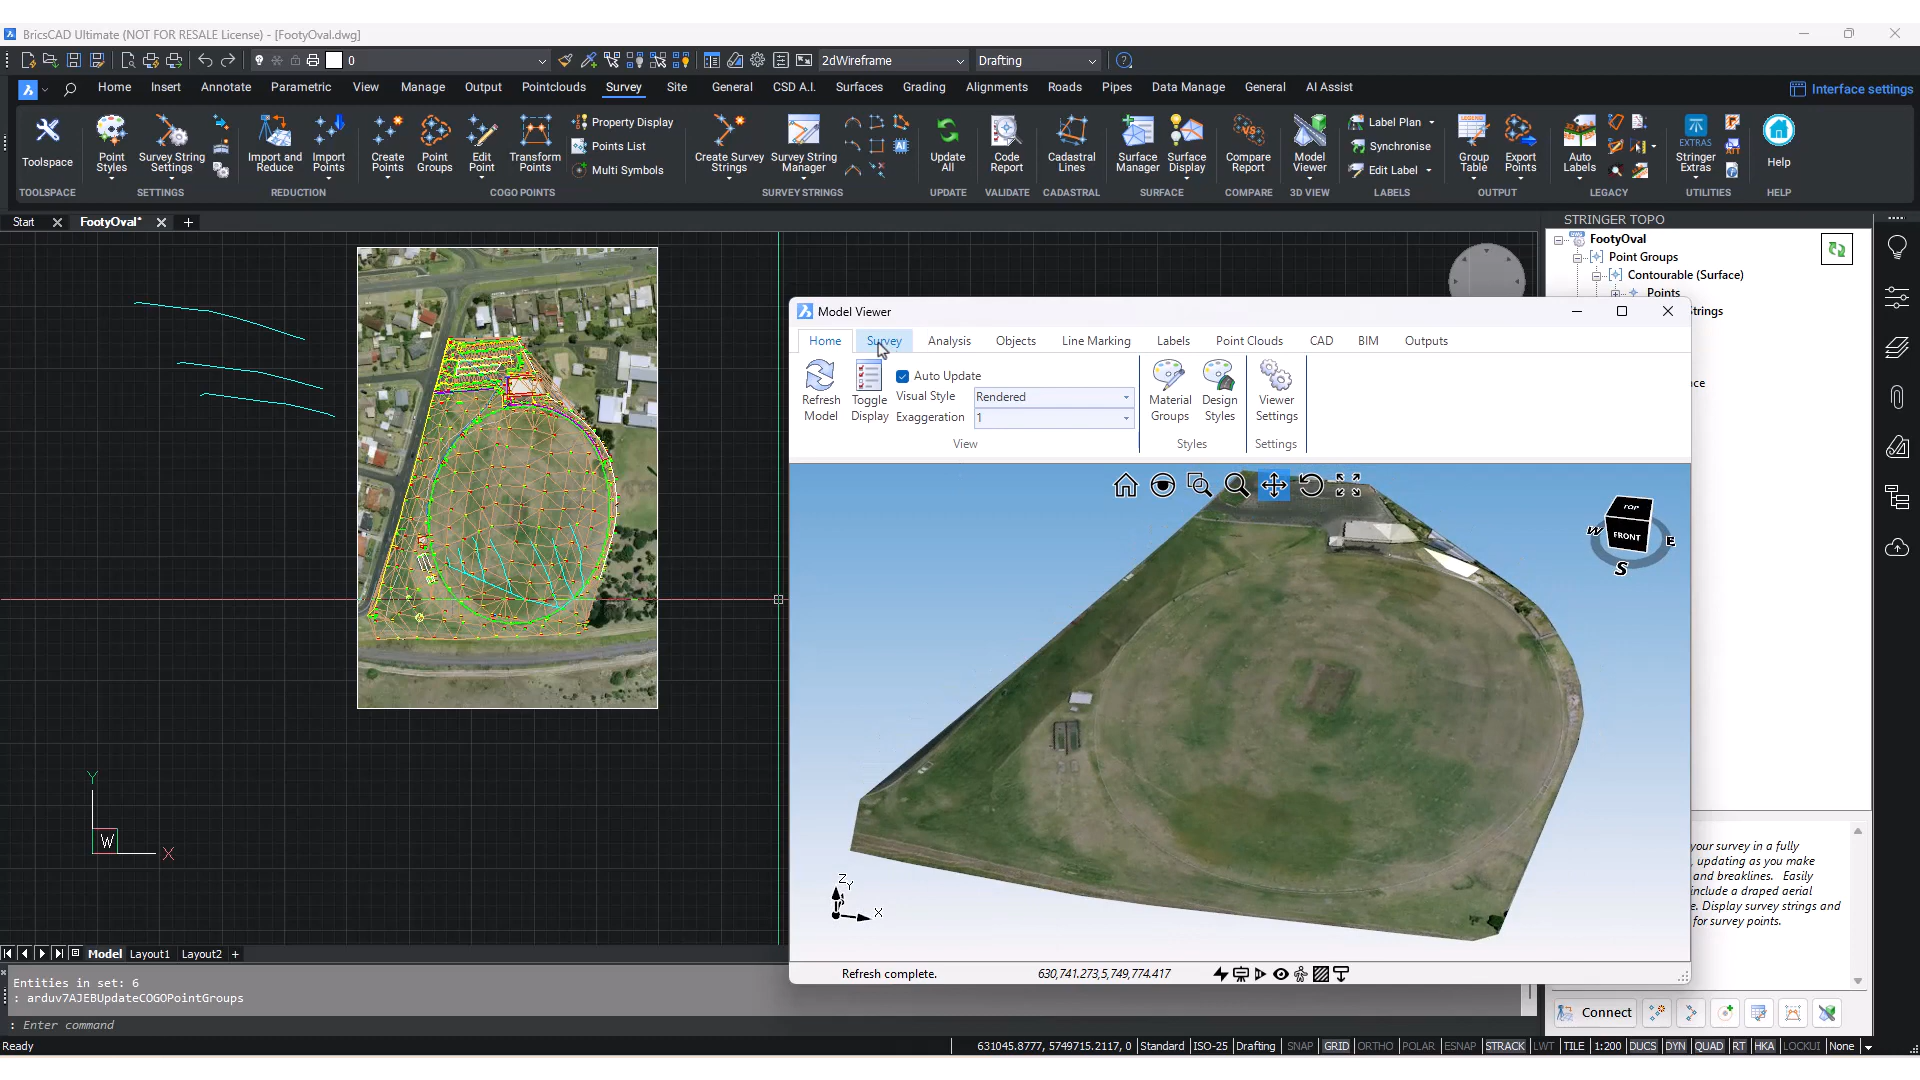 BricsCAD Ultimate (NOT FOR RESALE License) - [FootyOval.dwg]
0
2dWireframe
Drafting
Home Insert Annotate Parametric View Manage Output Pointclouds Survey Site General CSD A.I. Surfaces Grading Alignments Roads Pipes Data Manage General AI Assist
Interface settings
Toolspace
TOOLSPACE
Point Styles
Survey String Settings
SETTINGS
Import and Reduce
Import Points
REDUCTION
Create Points
Point Groups
Edit Point
Transform Points
Property Display
Points List
Multi Symbols
COGO POINTS
Create Survey Strings
Survey String Manager
SURVEY STRINGS
Update All
UPDATE
Code Report
VALIDATE
Cadastral Lines
CADASTRAL
Surface Manager
Surface Display
SURFACE
Compare Report
COMPARE
Model Viewer
3D VIEW
Label Plan
Synchronise
Edit Label
LABELS
Group Table
Export Points
OUTPUT
Auto Labels
LEGACY
EXTRAS
Stringer Extras
UTILITIES
Help
HELP
Start
FootyOval*
STRINGER TOPO
FootyOval
Point Groups
Contourable (Surface)
Points
Strings
Model Viewer
Home Survey Analysis Objects Line Marking Labels Point Clouds CAD BIM Outputs
Refresh Model
Toggle Display
Auto Update
Visual Style Rendered
Exaggeration 1
View
Material Groups
Design Styles
Styles
Viewer Settings
Settings
TOP
FRONT
W
E
S
Z
Y
X
Refresh complete.
630,741.273,5,749,774.417
Y
W
X
your survey in a fully
, updating as you make
and breaklines. Easily
include a draped aerial
e. Display survey strings and
for survey points.
Connect
Model Layout1 Layout2 +
Entities in set: 6
: arduv7AJEBUpdateCOGOPointGroups
: Enter command
Ready
631045.8777, 5749715.2117, 0 Standard ISO-25 Drafting SNAP GRID ORTHO POLAR ESNAP STRACK LWT TILE 1:200 DUCS DYN QUAD RT HKA LOCKUI None